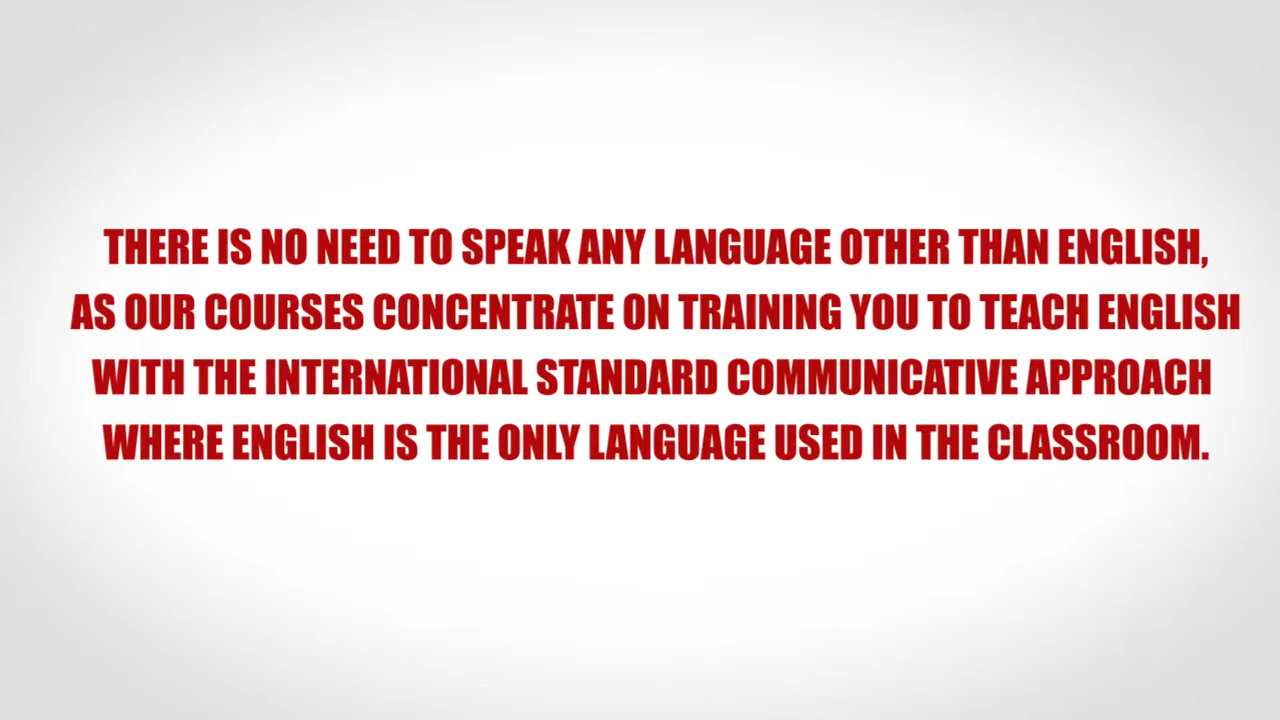 THERE IS NO NEED TO SPEAK ANY LANGUAGE OTHER THAN ENGLISH,
AS OUR COURSES CONCENTRATE ON TRAINING YOU TO TEACH ENGLISH
WITH THE INTERNATIONAL STANDARD COMMUNICATIVE APPROACH
WHERE ENGLISH IS THE ONLY LANGUAGE USED IN THE CLASSROOM.